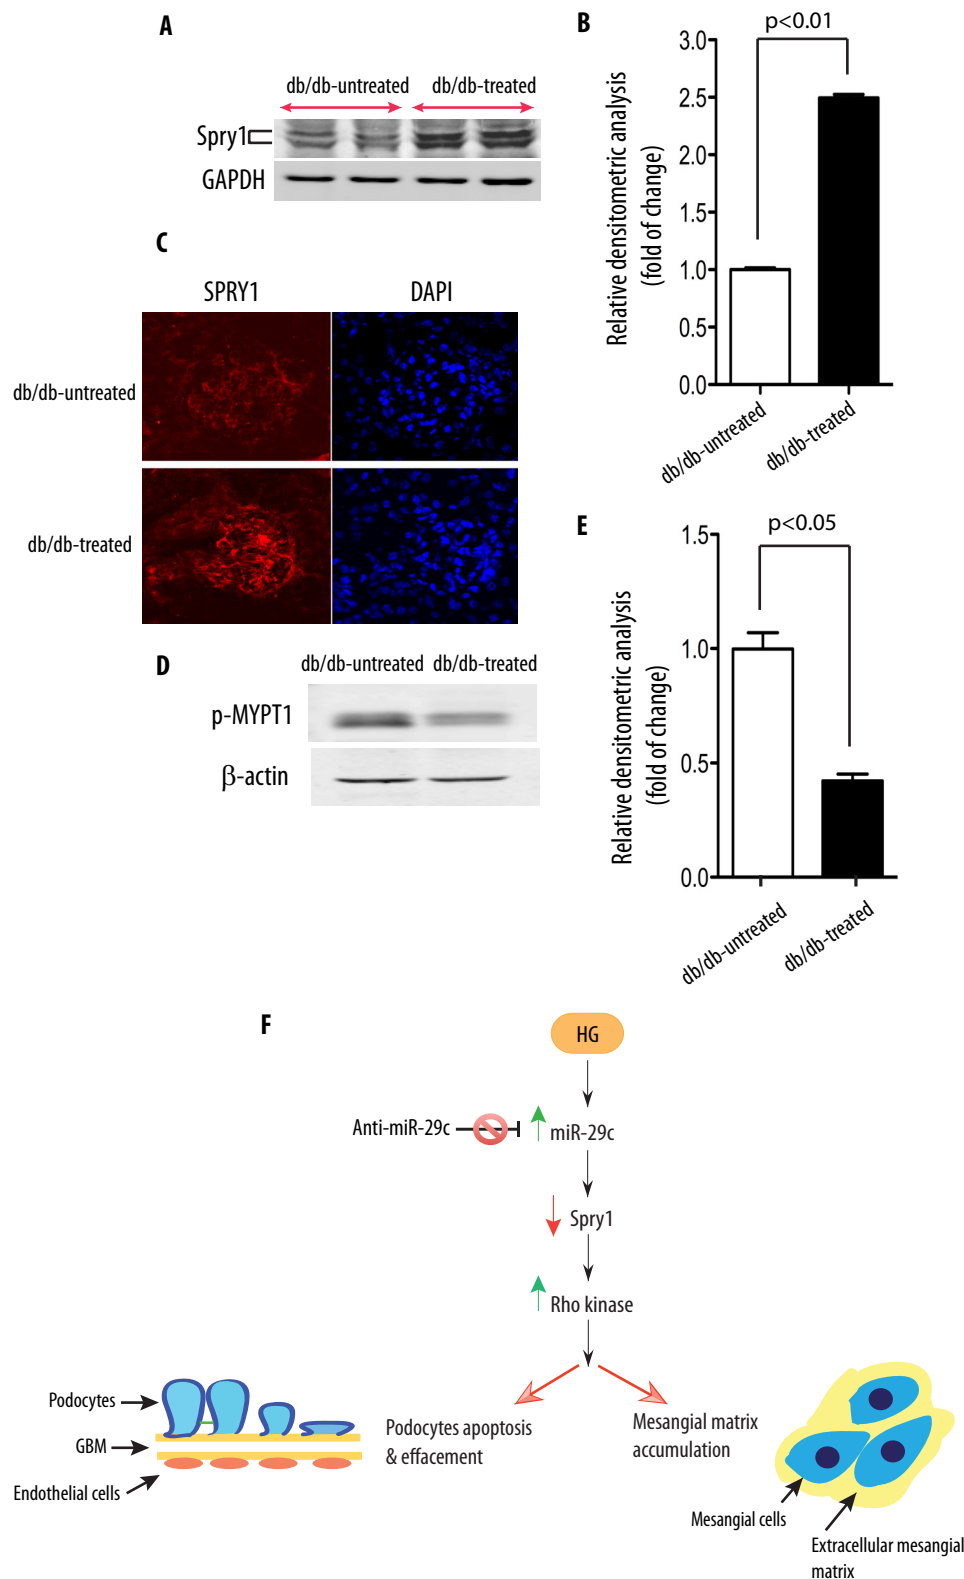 A
db/db-untreated db/db-treated
Spry1
GAPDH
B
p<0.01
Relative densitometric analysis
(fold of change)
3.0
2.5
2.0
1.5
1.0
0.5
0.0
db/db-untreated
db/db-treated
C
SPRY1 DAPI
db/db-untreated
db/db-treated
D
db/db-untreated db/db-treated
p-MYPT1
β-actin
E
p<0.05
Relative densitometric analysis
(fold of change)
1.5
1.0
0.5
0.0
db/db-untreated
db/db-treated
F
HG
Anti-miR-29c
miR-29c
Spry1
Rho kinase
Podocytes apoptosis
& effacement
Mesangial matrix
accumulation
Podocytes
GBM
Endothelial cells
Mesangial cells
Extracellular mesangial
matrix